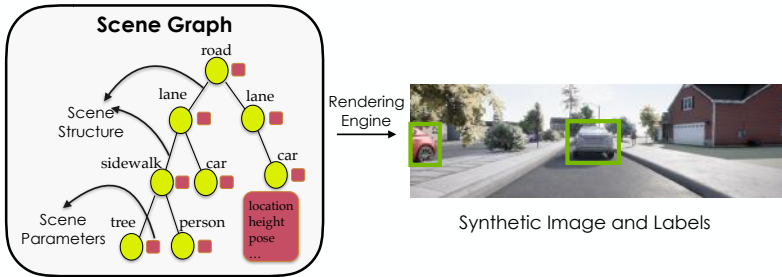 Scene Graph
road
lane
lane
Scene
Structure
Rendering
Engine
sidewalk
car
car
Scene
Parameters
tree
person
location
height
pose
...
Synthetic Image and Labels